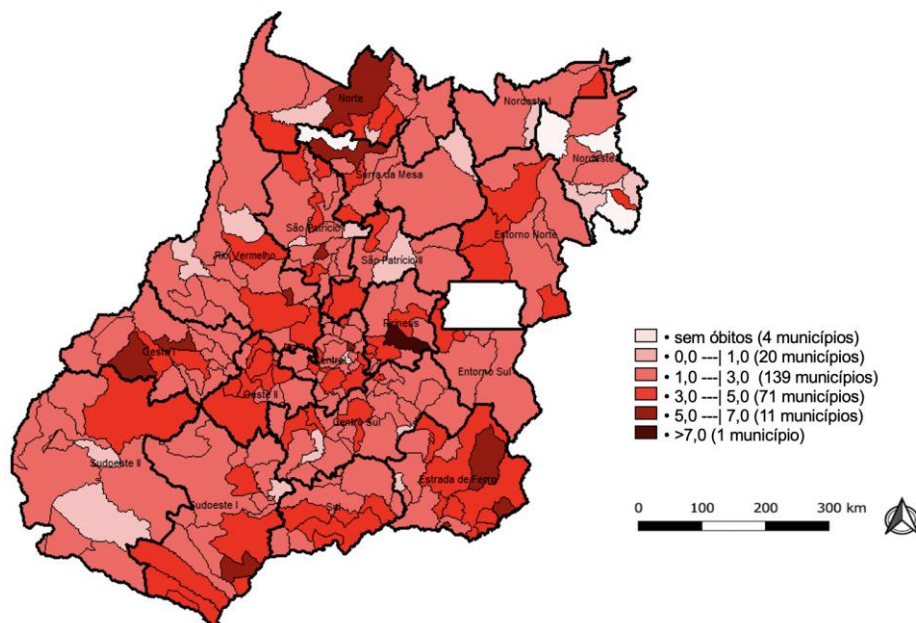 Norte
Nordeste I
Nordeste
Serra da Mesa
São Patrício I
Entorno Norte
Rio Vermelho
São Patrício II
Pirineus
Oeste I
Centro
Entorno Sul
Oeste II
Centro Sul
Sudoeste II
Estrada de Ferro
Sudoeste I
Sul
• sem óbitos (4 municípios)
• 0,0 ---| 1,0 (20 municípios)
• 1,0 ---| 3,0 (139 municípios)
• 3,0 ---| 5,0 (71 municípios)
• 5,0 ---| 7,0 (11 municípios)
• >7,0 (1 município)
0 100 200 300 km